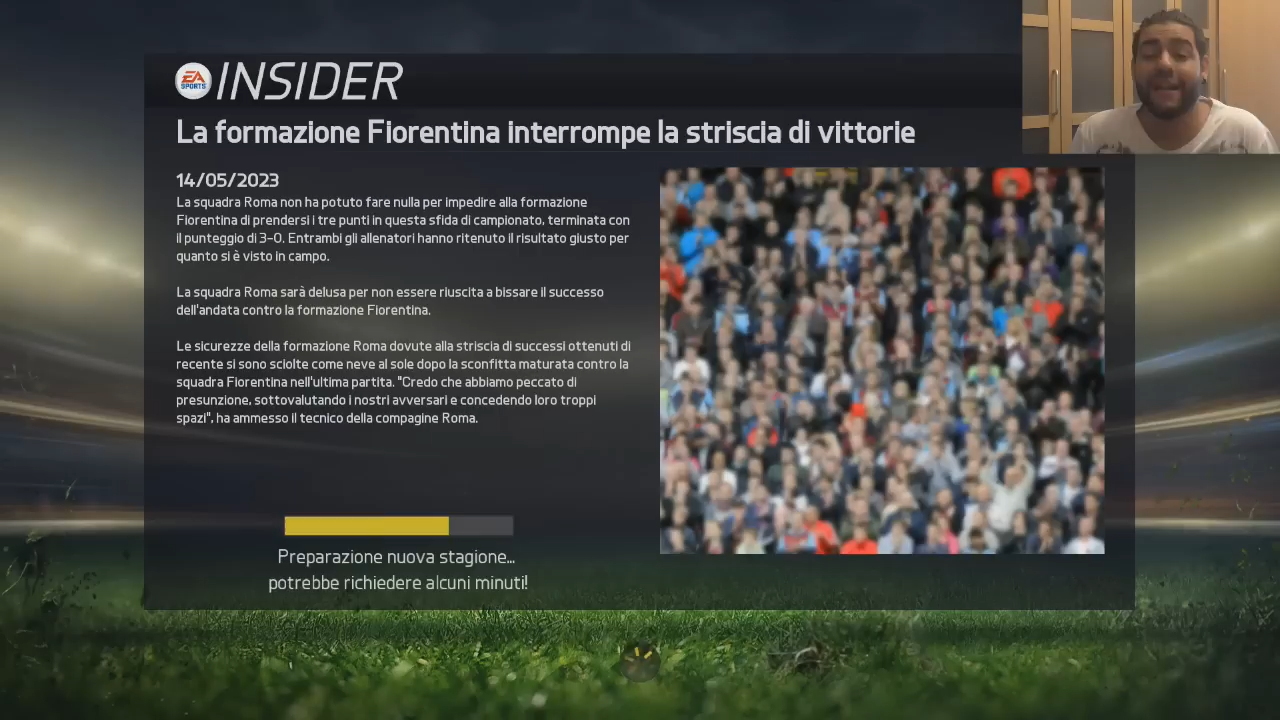 EA SPORTS INSIDER
La formazione Fiorentina interrompe la striscia di vittorie
14/05/2023
La squadra Roma non ha potuto fare nulla per impedire alla formazione
Fiorentina di prendersi i tre punti in questa sfida di campionato, terminata con
il punteggio di 3-0. Entrambi gli allenatori hanno ritenuto il risultato giusto per
quanto si è visto in campo.
La squadra Roma sarà delusa per non essere riuscita a bissare il successo
dell'andata contro la formazione Fiorentina.
Le sicurezze della formazione Roma dovute alla striscia di successi ottenuti di
recente si sono sciolte come neve al sole dopo la sconfitta maturata contro la
squadra Fiorentina nell'ultima partita. "Credo che abbiamo peccato di
presunzione, sottovalutando i nostri avversari e concedendo loro troppi
spazi", ha ammesso il tecnico della compagine Roma.
Preparazione nuova stagione...
potrebbe richiedere alcuni minuti!